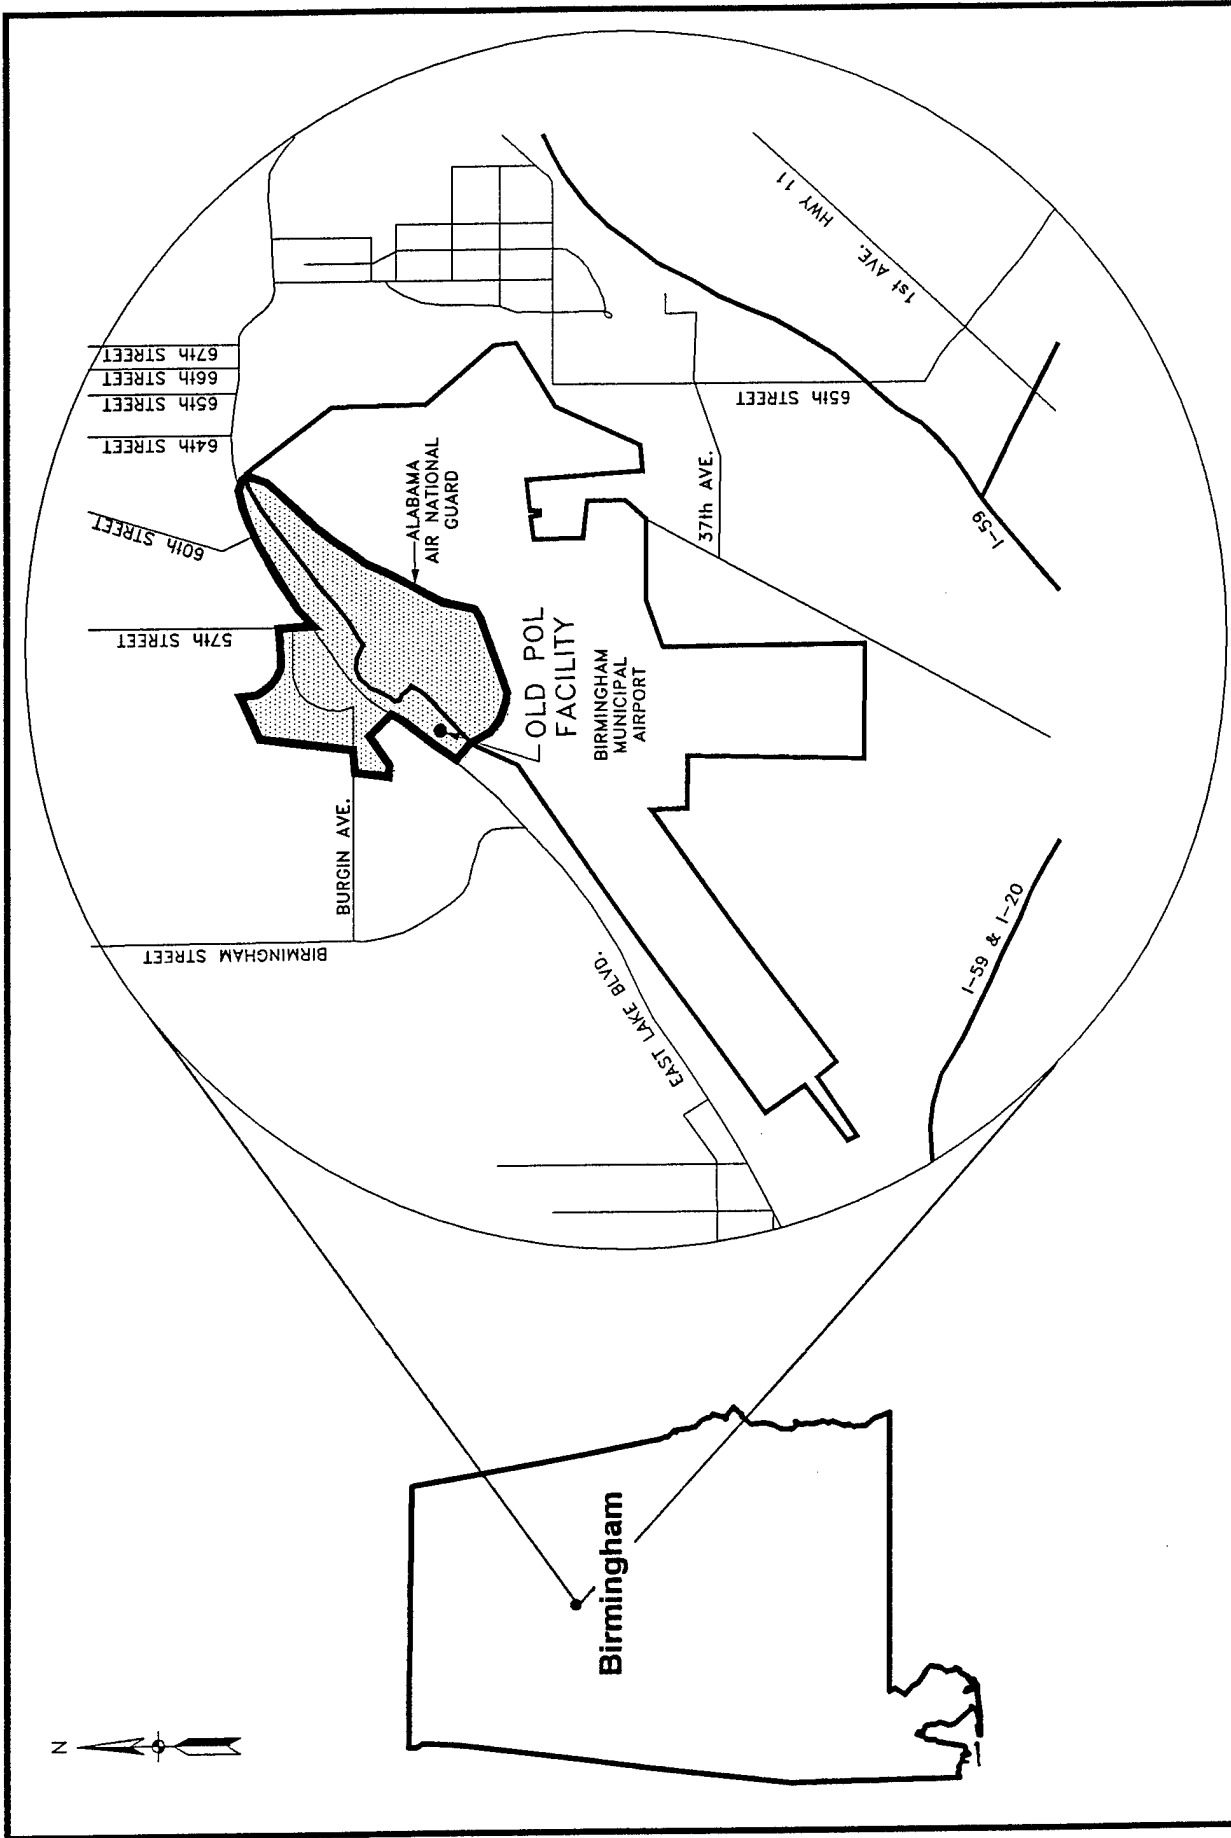 N
Birmingham
BIRMINGHAM STREET
BURGIN AVE.
57th STREET
60th STREET
64th STREET
65th STREET
66th STREET
67th STREET
ALABAMA
AIR NATIONAL
GUARD
OLD POL
FACILITY
BIRMINGHAM
MUNICIPAL
AIRPORT
EAST LAKE BLVD.
37th AVE.
65th STREET
1st AVE. HWY 11
I-59
I-59 & I-20